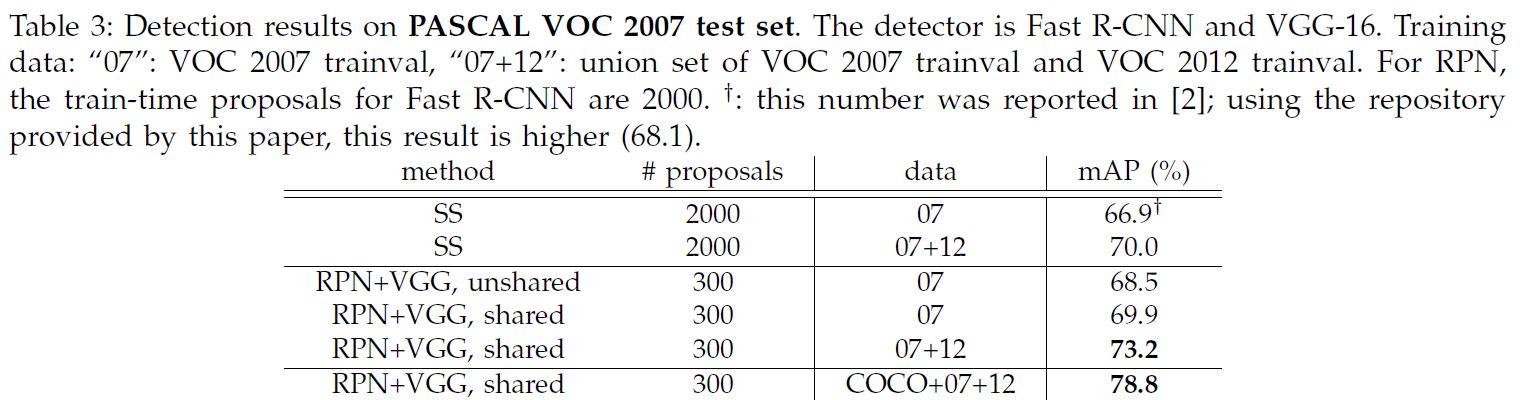 Table 3: Detection results on PASCAL VOC 2007 test set. The detector is Fast R-CNN and VGG-16. Training
data: “07”: VOC 2007 trainval, “07+12”: union set of VOC 2007 trainval and VOC 2012 trainval. For RPN,
the train-time proposals for Fast R-CNN are 2000. †: this number was reported in [2]; using the repository
provided by this paper, this result is higher (68.1).
method # proposals data mAP (%)
SS 2000 07 66.9†
SS 2000 07+12 70.0
RPN+VGG, unshared 300 07 68.5
RPN+VGG, shared 300 07 69.9
RPN+VGG, shared 300 07+12 73.2
RPN+VGG, shared 300 COCO+07+12 78.8